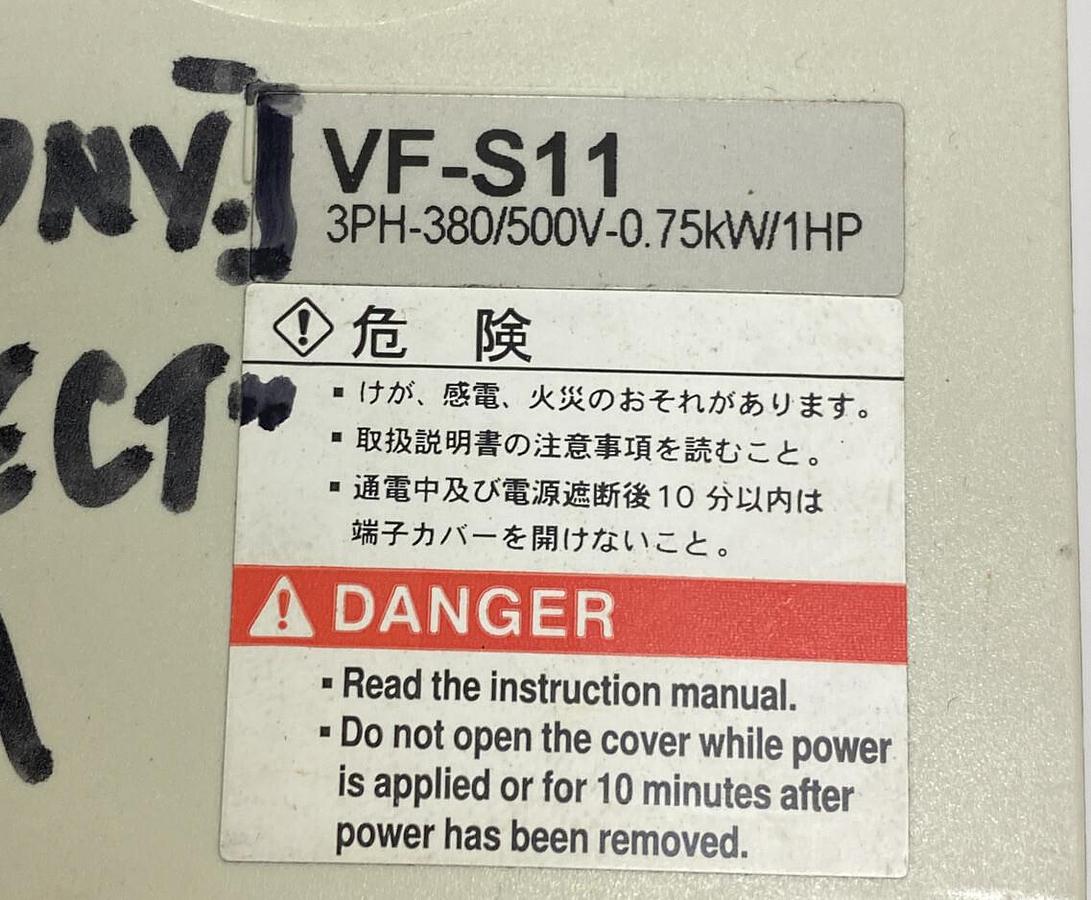 VF-S11
3PH-380/500V-0.75kW/1HP
危 険
▪ けが、感電、火災のおそれがあります。
▪ 取扱説明書の注意事項を読むこと。
▪ 通電中及び電源遮断後10 分以内は
端子カバーを開けないこと。
DANGER
▪ Read the instruction manual.
▪ Do not open the cover while power
is applied or for 10 minutes after
power has been removed.